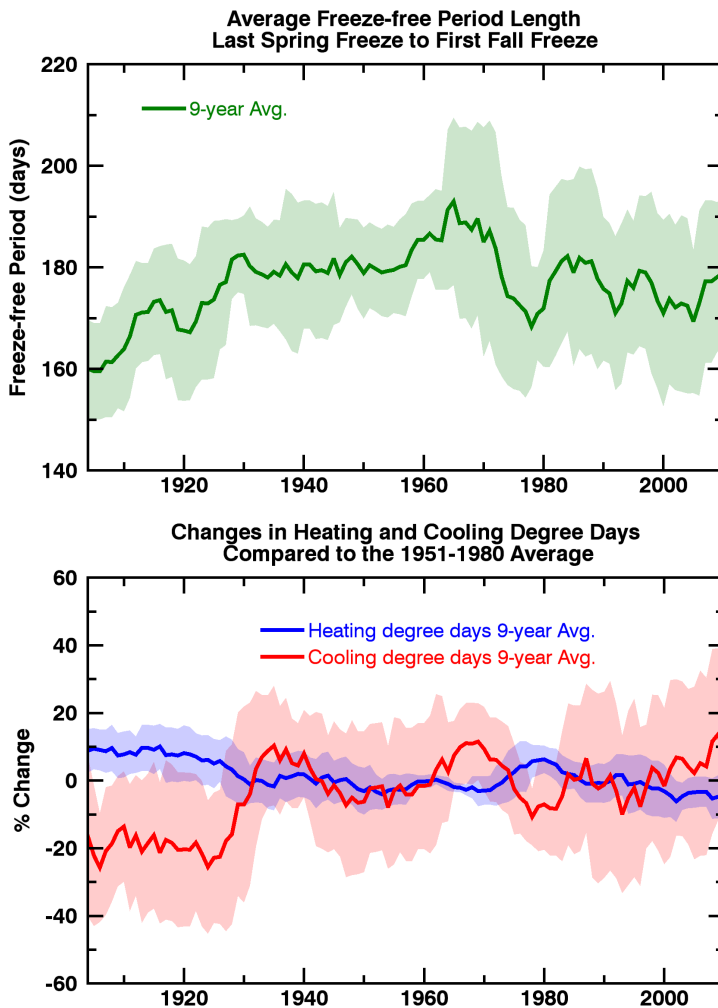 Average Freeze-free Period Length
Last Spring Freeze to First Fall Freeze
220
200
180
160
140
Freeze-free Period (days)
9-year Avg.
1920 1940 1960 1980 2000
Changes in Heating and Cooling Degree Days
Compared to the 1951-1980 Average
60
40
20
0
-20
-40
-60
% Change
Heating degree days 9-year Avg.
Cooling degree days 9-year Avg.
1920 1940 1960 1980 2000